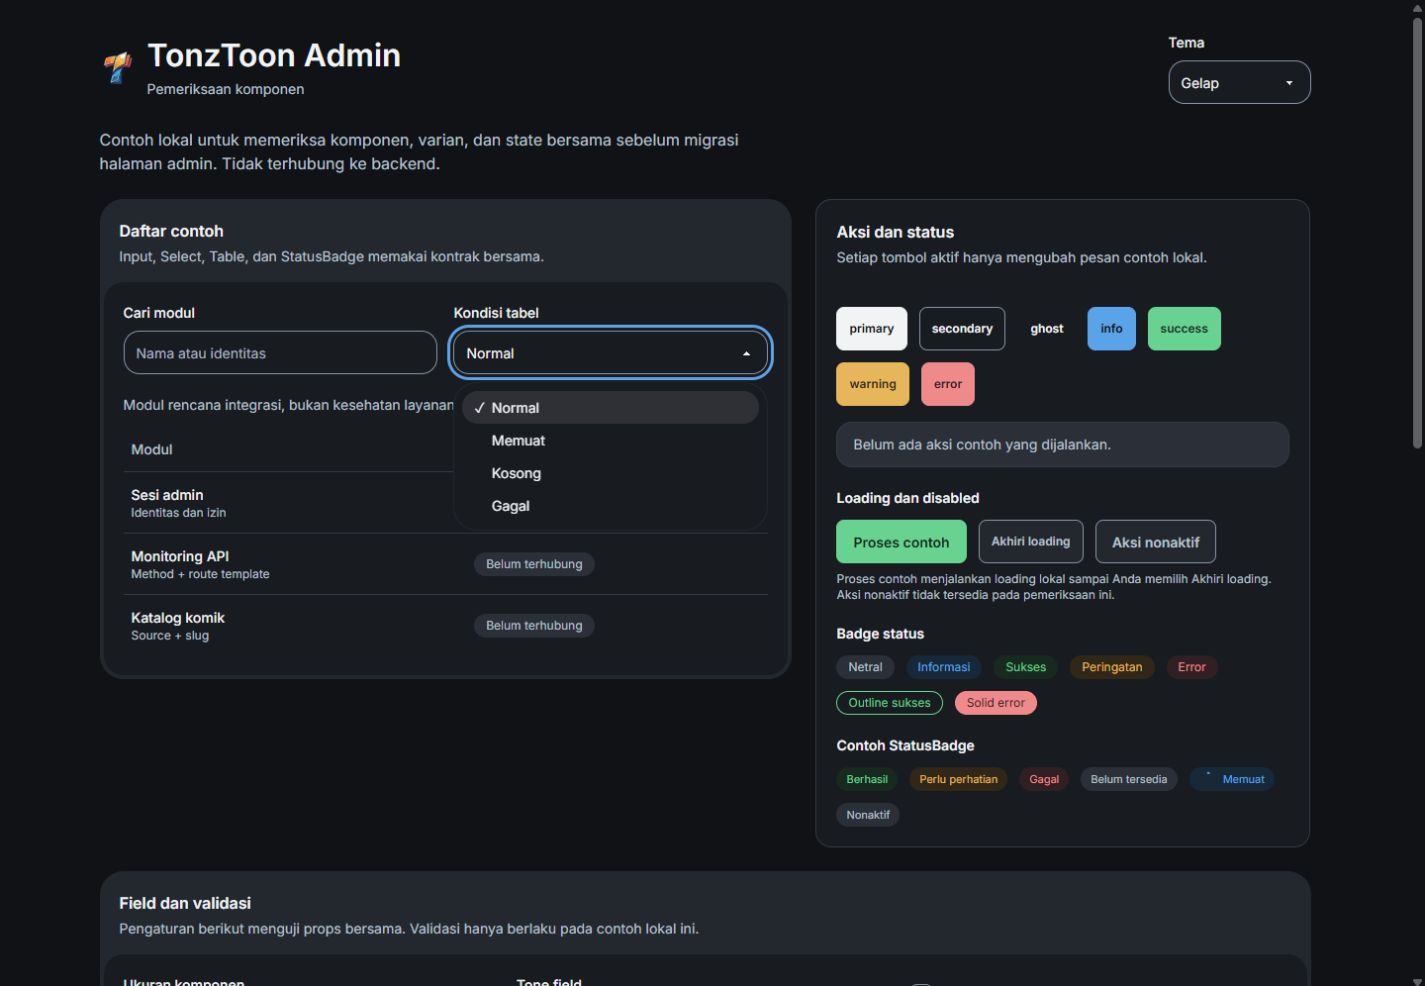 TonzToon Admin
Pemeriksaan komponen
Tema
Gelap
Contoh lokal untuk memeriksa komponen, varian, dan state bersama sebelum migrasi
halaman admin. Tidak terhubung ke backend.
Daftar contoh
Input, Select, Table, dan StatusBadge memakai kontrak bersama.
Cari modul
Nama atau identitas
Kondisi tabel
Normal
✓ Normal
Memuat
Kosong
Gagal
Modul rencana integrasi, bukan kesehatan layanan
Modul
Sesi admin
Identitas dan izin
Monitoring API
Method + route template
Belum terhubung
Katalog komik
Source + slug
Belum terhubung
Aksi dan status
Setiap tombol aktif hanya mengubah pesan contoh lokal.
primary
secondary
ghost
info
success
warning
error
Belum ada aksi contoh yang dijalankan.
Loading dan disabled
Proses contoh
Akhiri loading
Aksi nonaktif
Proses contoh menjalankan loading lokal sampai Anda memilih Akhiri loading.
Aksi nonaktif tidak tersedia pada pemeriksaan ini.
Badge status
Netral
Informasi
Sukses
Peringatan
Error
Outline sukses
Solid error
Contoh StatusBadge
Berhasil
Perlu perhatian
Gagal
Belum tersedia
Memuat
Nonaktif
Field dan validasi
Pengaturan berikut menguji props bersama. Validasi hanya berlaku pada contoh lokal ini.
Ukuran komponen
Tone field